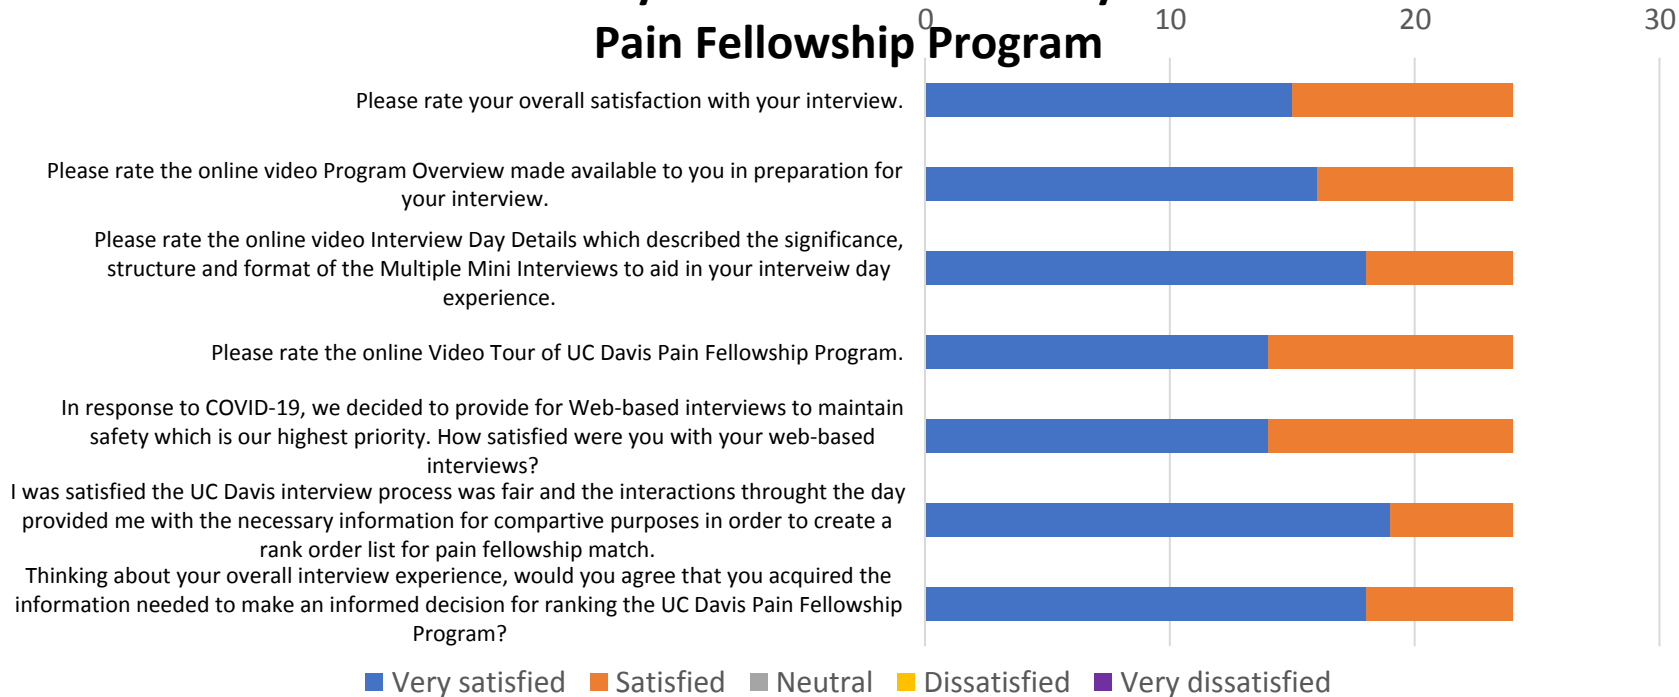 Pain Fellowship Program
0 10 20 30
Please rate your overall satisfaction with your interview.
Please rate the online video Program Overview made available to you in preparation for
your interview.
Please rate the online video Interview Day Details which described the significance,
structure and format of the Multiple Mini Interviews to aid in your interveiw day
experience.
Please rate the online Video Tour of UC Davis Pain Fellowship Program.
In response to COVID-19, we decided to provide for Web-based interviews to maintain
safety which is our highest priority. How satisfied were you with your web-based
interviews?
I was satisfied the UC Davis interview process was fair and the interactions throught the day
provided me with the necessary information for compartive purposes in order to create a
rank order list for pain fellowship match.
Thinking about your overall interview experience, would you agree that you acquired the
information needed to make an informed decision for ranking the UC Davis Pain Fellowship
Program?
Very satisfied Satisfied Neutral Dissatisfied Very dissatisfied